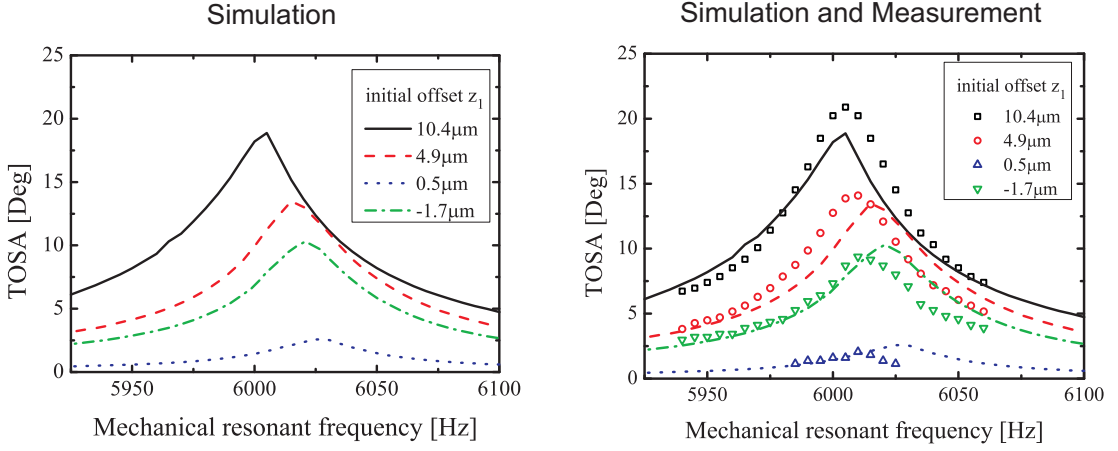 Simulation
25
20
15
10
5
0
TOSA [Deg]
initial offset z1
10.4µm
4.9µm
0.5µm
-1.7µm
5950
6000
6050
6100
Mechanical resonant frequency [Hz]
Simulation and Measurement
25
20
15
10
5
0
TOSA [Deg]
initial offset z1
10.4µm
4.9µm
0.5µm
-1.7µm
5950
6000
6050
6100
Mechanical resonant frequency [Hz]